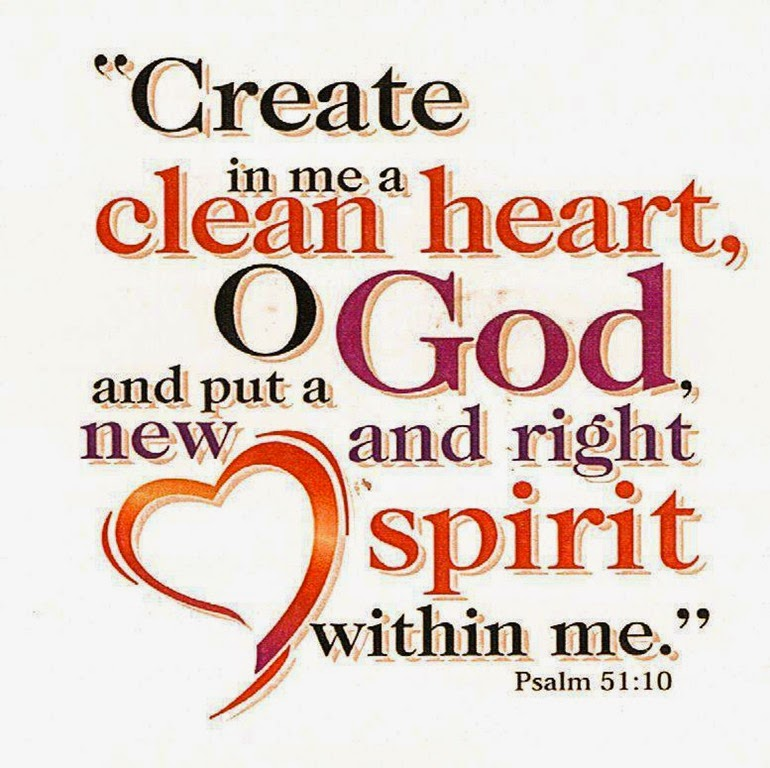 “Create
in me a
clean heart,
O God,
and put a
new and right
spirit
within me.”
Psalm 51:10